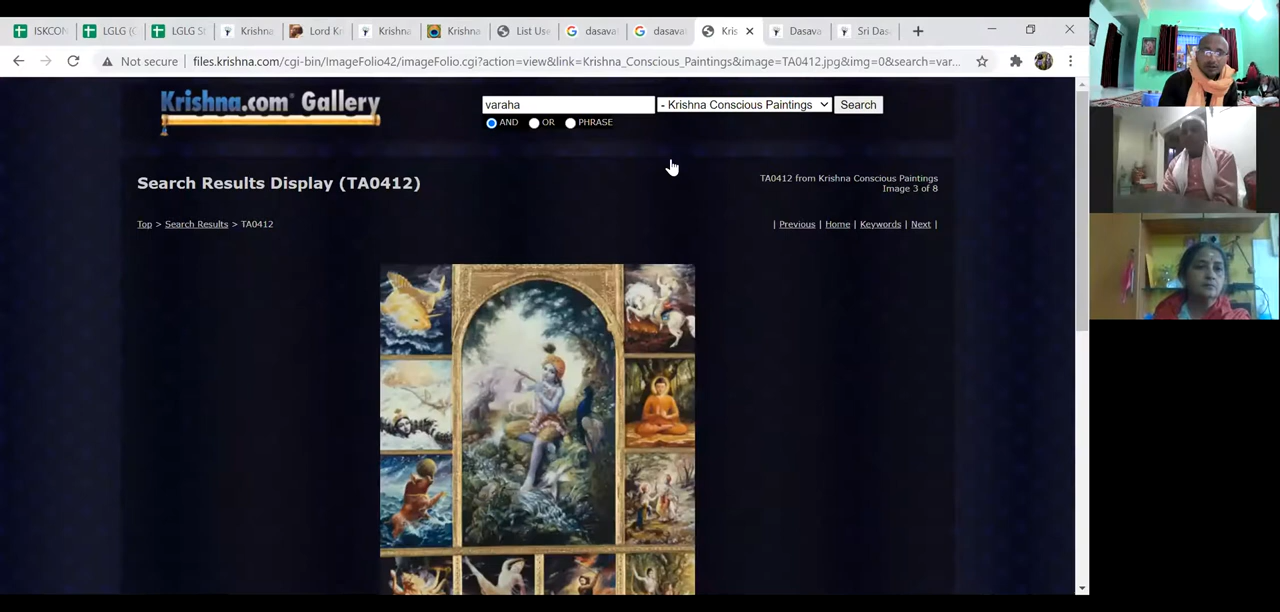 ISKCON
LGLG (
LGLG S
Krishna
Lord Kr
Krishna
Krishna
List Use
dasava
dasava
Kris
Dasava
Sri Das
Not secure
files.krishna.com/cgi-bin/ImageFolio42/imageFolio.cgi?action=view&link=Krishna_Conscious_Paintings&image=TA0412.jpg&img=0&search=var...
Krishna.com Gallery
varaha
- Krishna Conscious Paintings
Search
AND OR PHRASE
Search Results Display (TA0412)
TA0412 from Krishna Conscious Paintings
Image 3 of 8
Top > Search Results > TA0412
| Previous | Home | Keywords | Next |